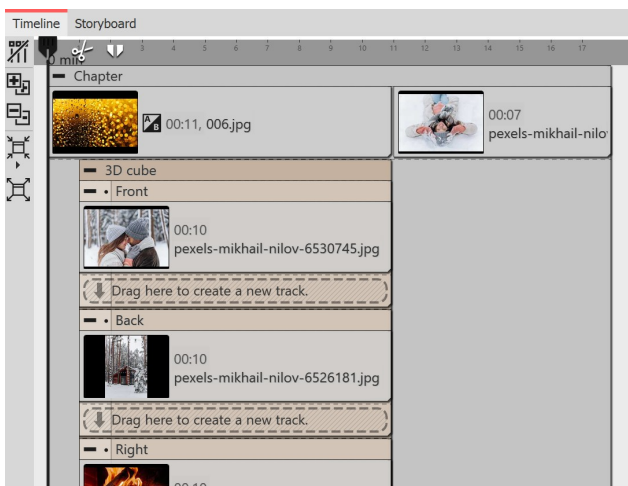 Timeline Storyboard
0 min 3 4 5 6 7 8 9 10 11 12 13 14 15 16 17
Chapter
A B 00:11, 006.jpg
00:07
pexels-mikhail-nilo
3D cube
Front
00:10
pexels-mikhail-nilov-6530745.jpg
Drag here to create a new track.
Back
00:10
pexels-mikhail-nilov-6526181.jpg
Drag here to create a new track.
Right
00:10